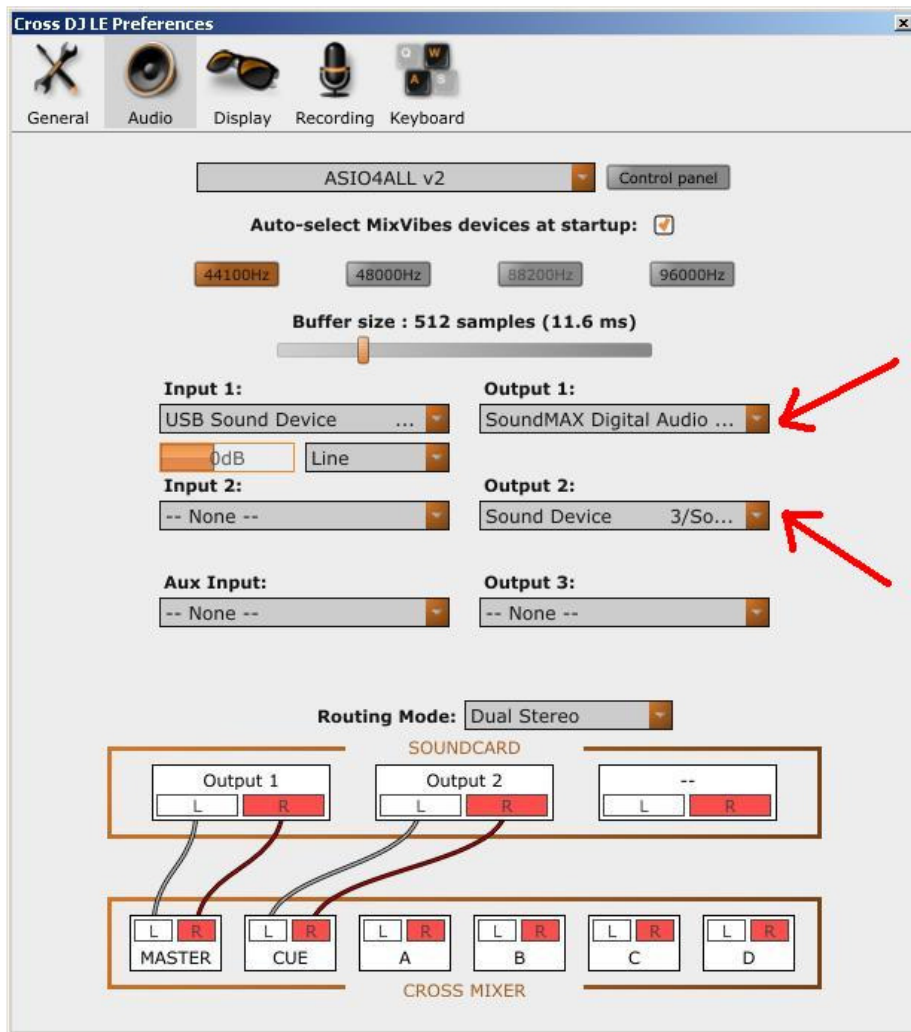 Cross DJ LE Preferences
General Audio Display Recording Keyboard
ASIO4ALL v2 Control panel
Auto-select MixVibes devices at startup:
44100Hz 48000Hz 88200Hz 96000Hz
Buffer size : 512 samples (11.6 ms)
Input 1: Output 1:
USB Sound Device ... SoundMAX Digital Audio ...
0dB Line
Input 2: Output 2:
-- None -- Sound Device 3/So...
Aux Input: Output 3:
-- None -- -- None --
Routing Mode: Dual Stereo
SOUNDCARD
Output 1 Output 2 --
L R L R L R
L R L R L R L R L R L R
MASTER CUE A B C D
CROSS MIXER